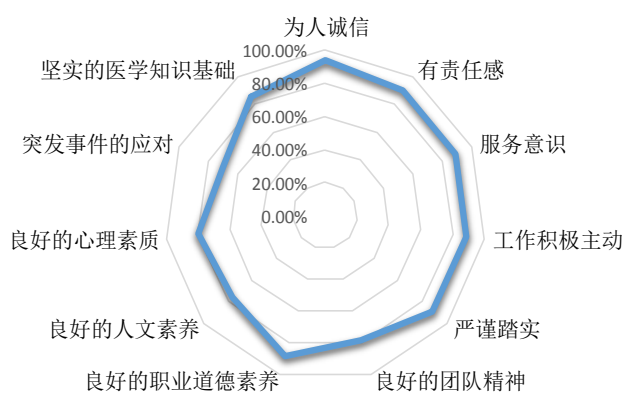 为人诚信
有责任感
服务意识
工作积极主动
严谨踏实
良好的团队精神
良好的职业道德素养
良好的人文素养
良好的心理素质
突发事件的应对
坚实的医学知识基础
100.00%
80.00%
60.00%
40.00%
20.00%
0.00%